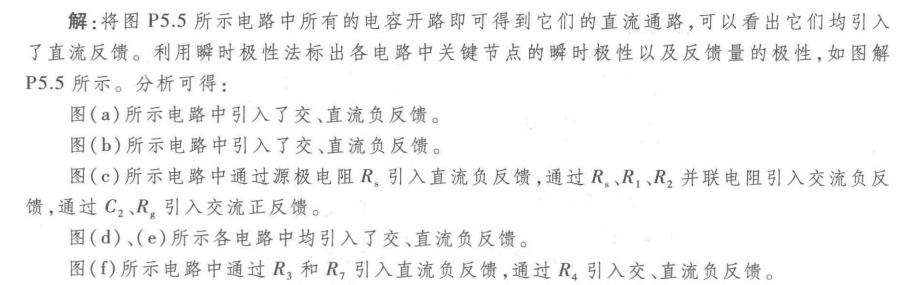 解:将图 P5.5 所示电路中所有的电容开路即可得到它们的直流通路,可以看出它们均引入
了直流反馈。利用瞬时极性法标出各电路中关键节点的瞬时极性以及反馈量的极性,如图解
P5.5 所示。分析可得:
图(a)所示电路中引入了交、直流负反馈。
图(b)所示电路中引入了交、直流负反馈。
图(c)所示电路中通过源极电阻 Rs 引入直流负反馈,通过 Rs、R1、R2 并联电阻引入交流负反
馈,通过 C2、Rg 引入交流正反馈。
图(d)、(e)所示各电路中均引入了交、直流负反馈。
图(f)所示电路中通过 R3 和 R7 引入直流负反馈,通过 R4 引入交、直流负反馈。